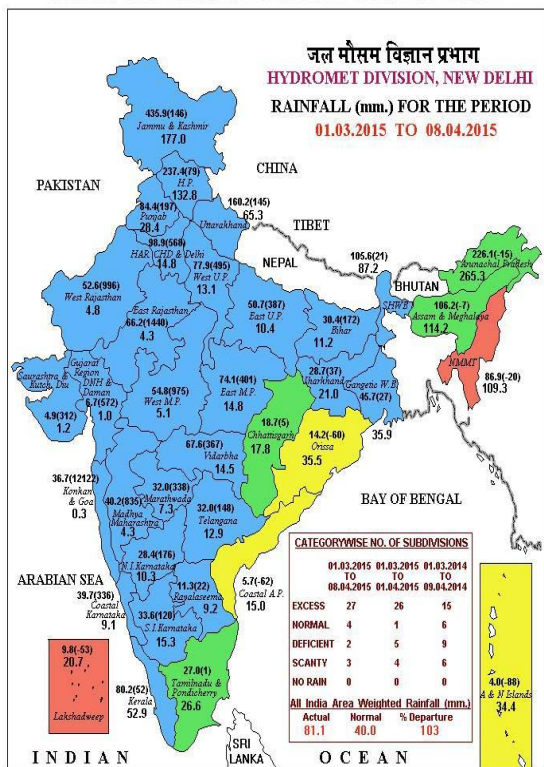 जल मौसम विज्ञान प्रभाग
HYDROMET DIVISION, NEW DELHI
RAINFALL (mm.) FOR THE PERIOD
01.03.2015 TO 08.04.2015
435.9(146)
Jammu & Kashmir
177.0
CHINA
237.4(79)
H.P.
132.8
PAKISTAN
84.4(197)
Punjab
28.4
160.2(145)
65.3
Uttarakhand
TIBET
98.9(568)
HAR. CHD & Delhi
14.8
77.9(495)
West U.P.
13.1
NEPAL
105.6(21)
87.2
SHWB
BHUTAN
226.1(-15)
Arunachal Pradesh
265.3
106.2(-7)
Assam & Meghalaya
114.2
NMMT
86.9(-20)
109.3
52.6(996)
West Rajasthan
4.8
East Rajasthan
66.2(1440)
4.3
50.7(387)
East U.P.
10.4
30.4(172)
Bihar
11.2
Gujarat
Region
DNH &
Daman
6.7(572)
1.0
Saurashtra &
Kutch, Diu
4.9(312)
1.2
54.8(975)
West M.P.
5.1
74.1(401)
East M.P.
14.8
28.7(37)
Jharkhand
21.0
Gangetic W.B.
45.7(27)
35.9
18.7(5)
Chhattisgarh
17.8
14.2(-60)
Orissa
35.5
67.6(367)
Vidarbha
14.5
36.7(12122)
Konkan
& Goa
0.3
32.0(338)
Marathwada
7.3
40.2(835)
Madhya
Maharashtra
4.3
32.0(148)
Telangana
12.9
BAY OF BENGAL
28.4(176)
N.I.Karnataka
10.3
ARABIAN SEA
39.7(336)
Coastal
Karnataka
9.1
11.3(22)
Rayalaseema
9.2
5.7(-62)
Coastal A.P.
15.0
33.6(120)
S.I.Karnataka
15.3
27.0(1)
Tamilnadu &
Pondicherry
26.6
80.2(52)
Kerala
52.9
9.8(-53)
20.7
Lakshadweep
CATEGORYWISE NO. OF SUBDIVISIONS
01.03.2015 01.03.2015 01.03.2014
TO TO TO
08.04.2015 01.04.2015 09.04.2014
EXCESS 27 26 15
NORMAL 4 1 6
DEFICIENT 2 5 9
SCANTY 3 4 6
NO RAIN 0 0 0
All India Area Weighted Rainfall (mm.)
Actual Normal % Departure
81.1 40.0 103
4.0(-88)
A & N Islands
34.4
SRI
LANKA
INDIAN OCEAN